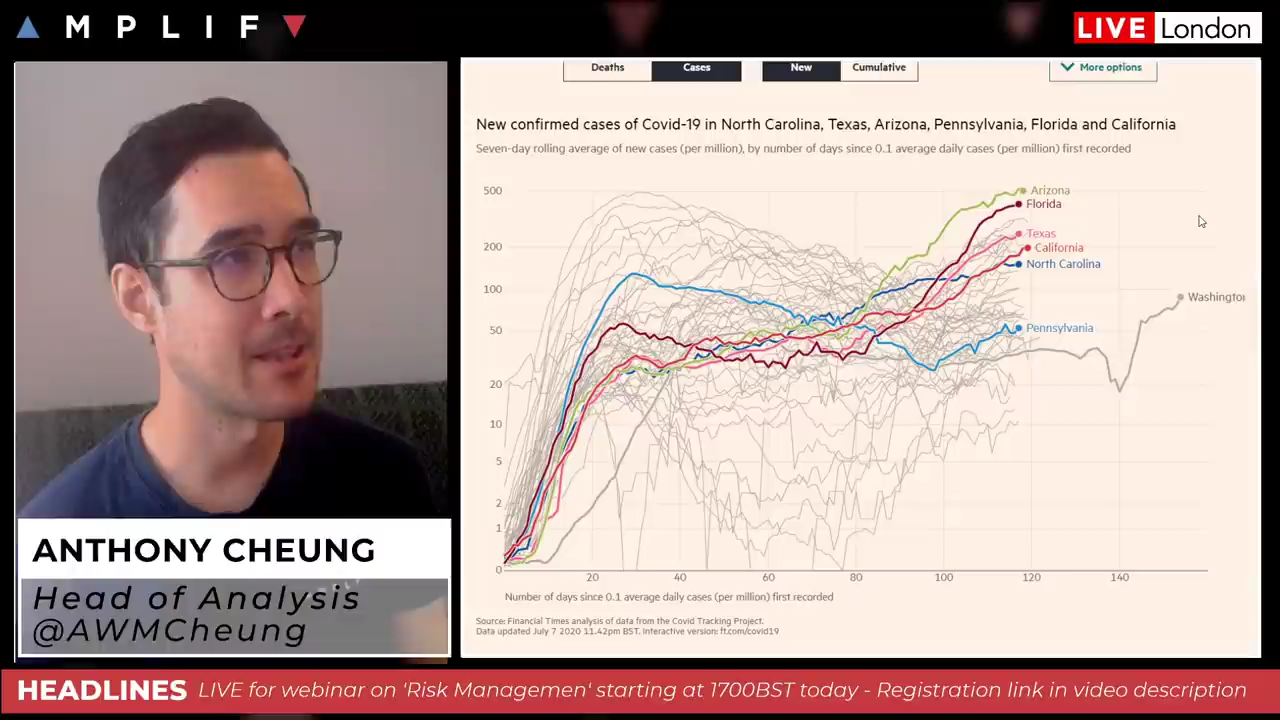 AMPLIFY
LIVE London
Deaths
Cases
New
Cumulative
More options
New confirmed cases of Covid-19 in North Carolina, Texas, Arizona, Pennsylvania, Florida and California
Seven-day rolling average of new cases (per million), by number of days since 0.1 average daily cases (per million) first recorded
500
200
100
50
20
10
5
2
1
0
Arizona
Florida
Texas
California
North Carolina
Washington
Pennsylvania
20
40
60
80
100
120
140
Number of days since 0.1 average daily cases (per million) first recorded
Source: Financial Times analysis of data from the Covid Tracking Project.
Data updated July 7 2020 11.42pm BST. Interactive version: ft.com/covid19
ANTHONY CHEUNG
Head of Analysis
@AWMCheung
HEADLINES LIVE for webinar on 'Risk Managemen' starting at 1700BST today - Registration link in video description